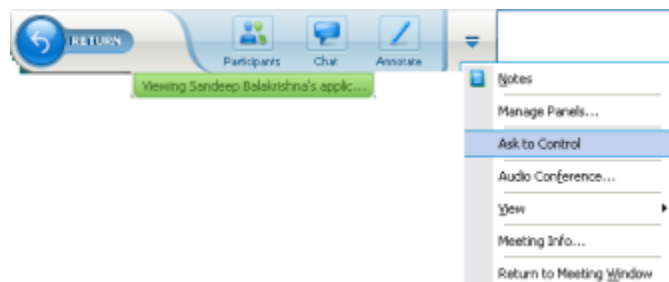 RETURN
Participants
Chat
Annotate
Viewing Sandeep Balakrishna's applic...
Notes
Manage Panels...
Ask to Control
Audio Conference...
View
Meeting Info...
Return to Meeting Window